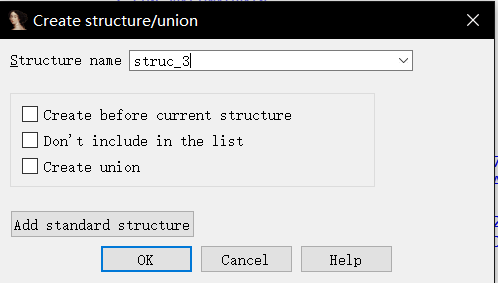 Create structure/union
Structure name struc_3
Create before current structure
Don't include in the list
Create union
Add standard structure
OK Cancel Help